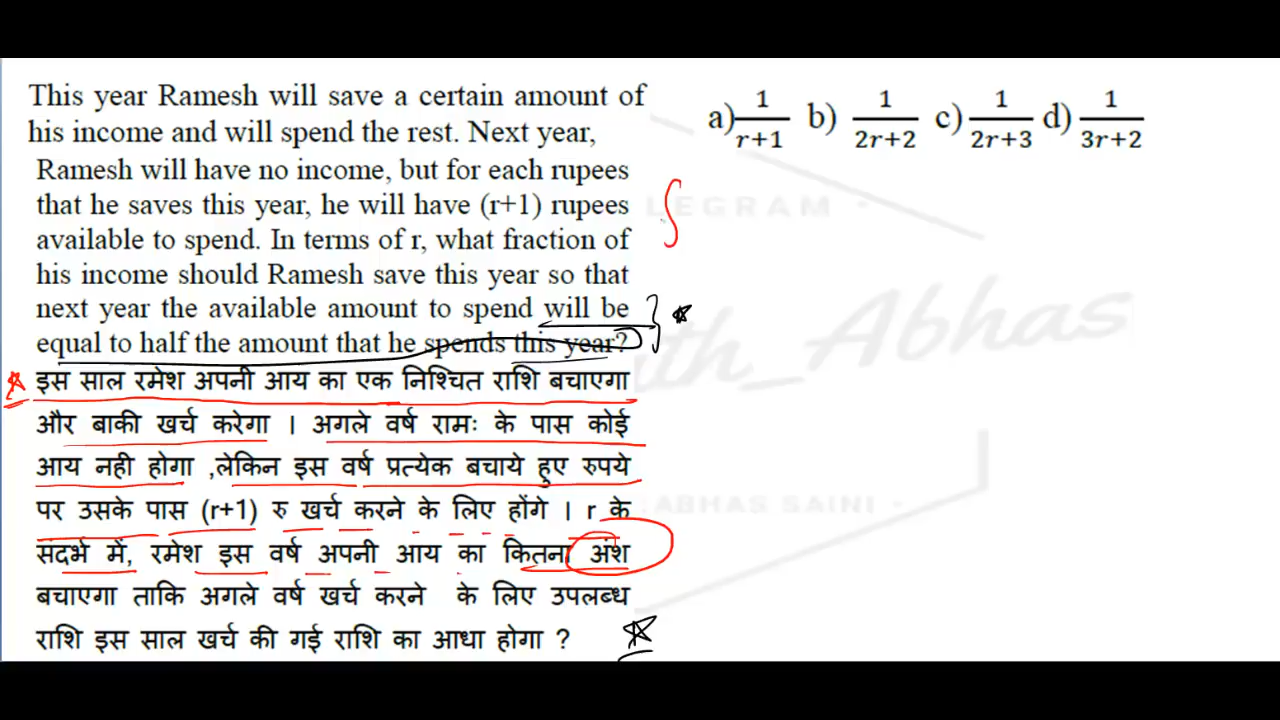 This year Ramesh will save a certain amount of
his income and will spend the rest. Next year,
Ramesh will have no income, but for each rupees
that he saves this year, he will have (r+1) rupees
available to spend. In terms of r, what fraction of
his income should Ramesh save this year so that
next year the available amount to spend will be
equal to half the amount that he spends this year?
इस साल रमेश अपनी आय का एक निश्चित राशि बचाएगा
और बाकी खर्च करेगा । अगले वर्ष रामः के पास कोई
आय नही होगा ,लेकिन इस वर्ष प्रत्येक बचाये हुए रुपये
पर उसके पास (r+1) रु खर्च करने के लिए होंगे । r के
संदर्भ में, रमेश इस वर्ष अपनी आय का कितना अंश
बचाएगा ताकि अगले वर्ष खर्च करने के लिए उपलब्ध
राशि इस साल खर्च की गई राशि का आधा होगा ?
a) 1/r+1 b) 1/2r+2 c) 1/2r+3 d) 1/3r+2
LEGRAM -
th_Abhas
ABHAS SAINI -